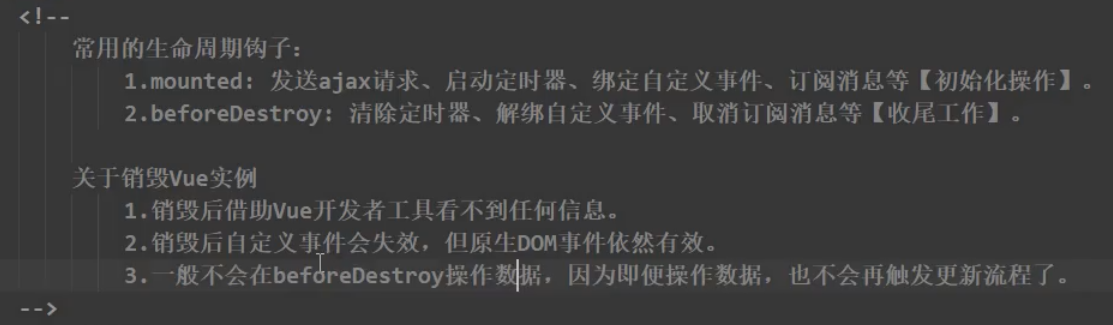 <!--
常用的生命周期钩子：
1.mounted: 发送ajax请求、启动定时器、绑定自定义事件、订阅消息等【初始化操作】。
2.beforeDestroy: 清除定时器、解绑自定义事件、取消订阅消息等【收尾工作】。
关于销毁Vue实例
1.销毁后借助Vue开发者工具看不到任何信息。
2.销毁后自定义事件会失效，但原生DOM事件依然有效。
3.一般不会在beforeDestroy操作数据，因为即便操作数据，也不会再触发更新流程了。
-->